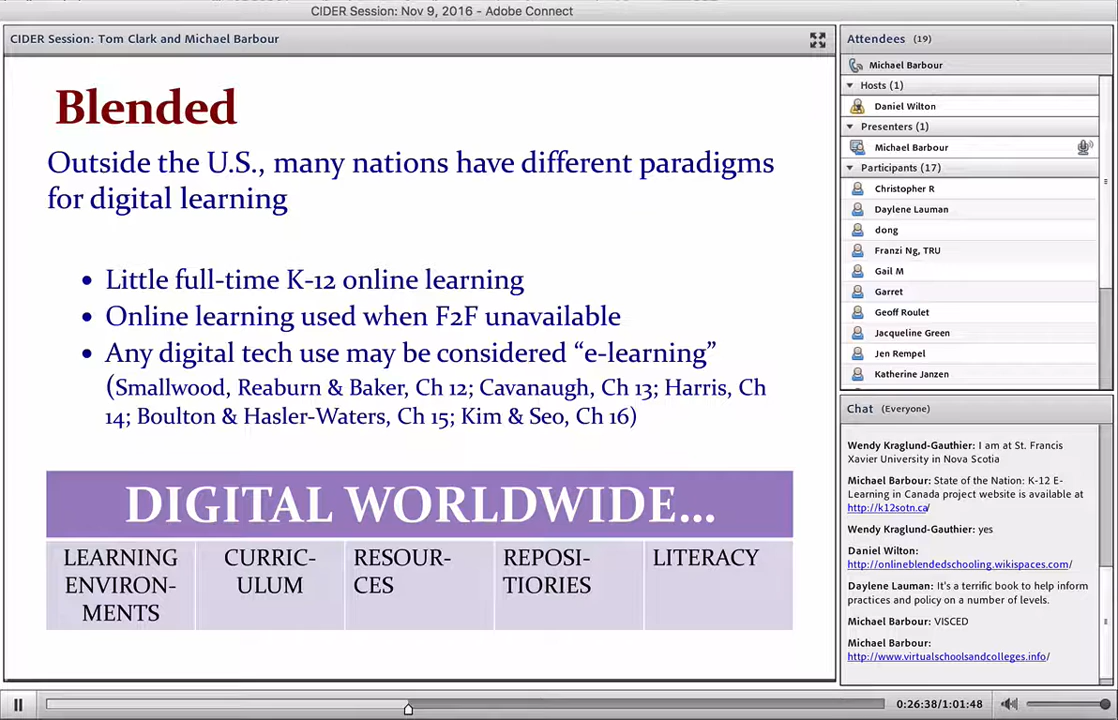 CIDER Session: Nov 9, 2016 - Adobe Connect
CIDER Session: Tom Clark and Michael Barbour
Blended
Outside the U.S., many nations have different paradigms
for digital learning
• Little full-time K-12 online learning
• Online learning used when F2F unavailable
• Any digital tech use may be considered “e-learning”
(Smallwood, Reaburn & Baker, Ch 12; Cavanaugh, Ch 13; Harris, Ch
14; Boulton & Hasler-Waters, Ch 15; Kim & Seo, Ch 16)
DIGITAL WORLDWIDE...
LEARNING
ENVIRON-
MENTS
CURRIC-
ULUM
RESOUR-
CES
REPOSI-
TIORIES
LITERACY
Attendees (19)
Michael Barbour
Hosts (1)
Daniel Wilton
Presenters (1)
Michael Barbour
Participants (17)
Christopher R
Daylene Lauman
dong
Franzi Ng, TRU
Gail M
Garret
Geoff Roulet
Jacqueline Green
Jen Rempel
Katherine Janzen
Chat (Everyone)
Wendy Kraglund-Gauthier: I am at St. Francis
Xavier University in Nova Scotia
Michael Barbour: State of the Nation: K-12 E-
Learning in Canada project website is available at
http://k12sotn.ca/
Wendy Kraglund-Gauthier: yes
Daniel Wilton:
http://onlineblendedschooling.wikispaces.com/
Daylene Lauman: It's a terrific book to help inform
practices and policy on a number of levels.
Michael Barbour: VISCED
Michael Barbour:
http://www.virtualschoolsandcolleges.info/
0:26:38/1:01:48